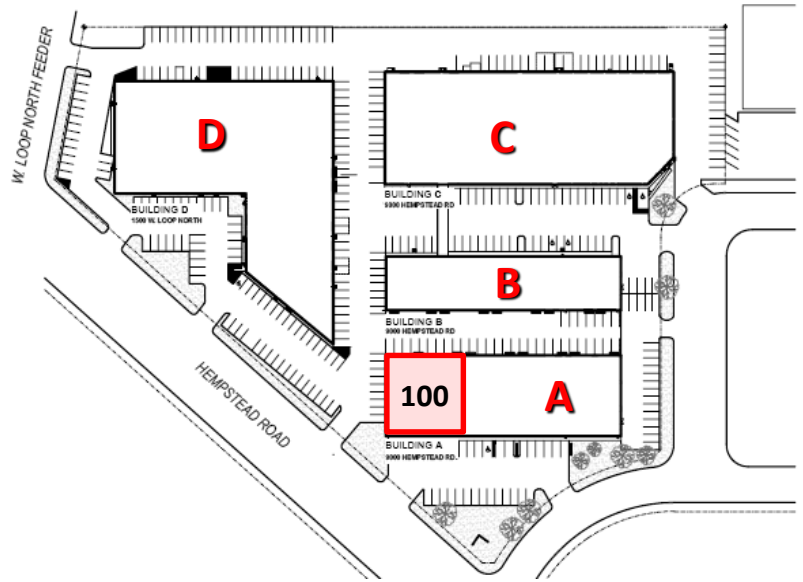 W. LOOP NORTH FEEDER
D
C
BUILDING D
1500 W. LOOP NORTH
BUILDING C
9000 HEMPSTEAD RD
B
BUILDING B
9000 HEMPSTEAD RD
HEMPSTEAD ROAD
100
A
BUILDING A
9000 HEMPSTEAD RD.